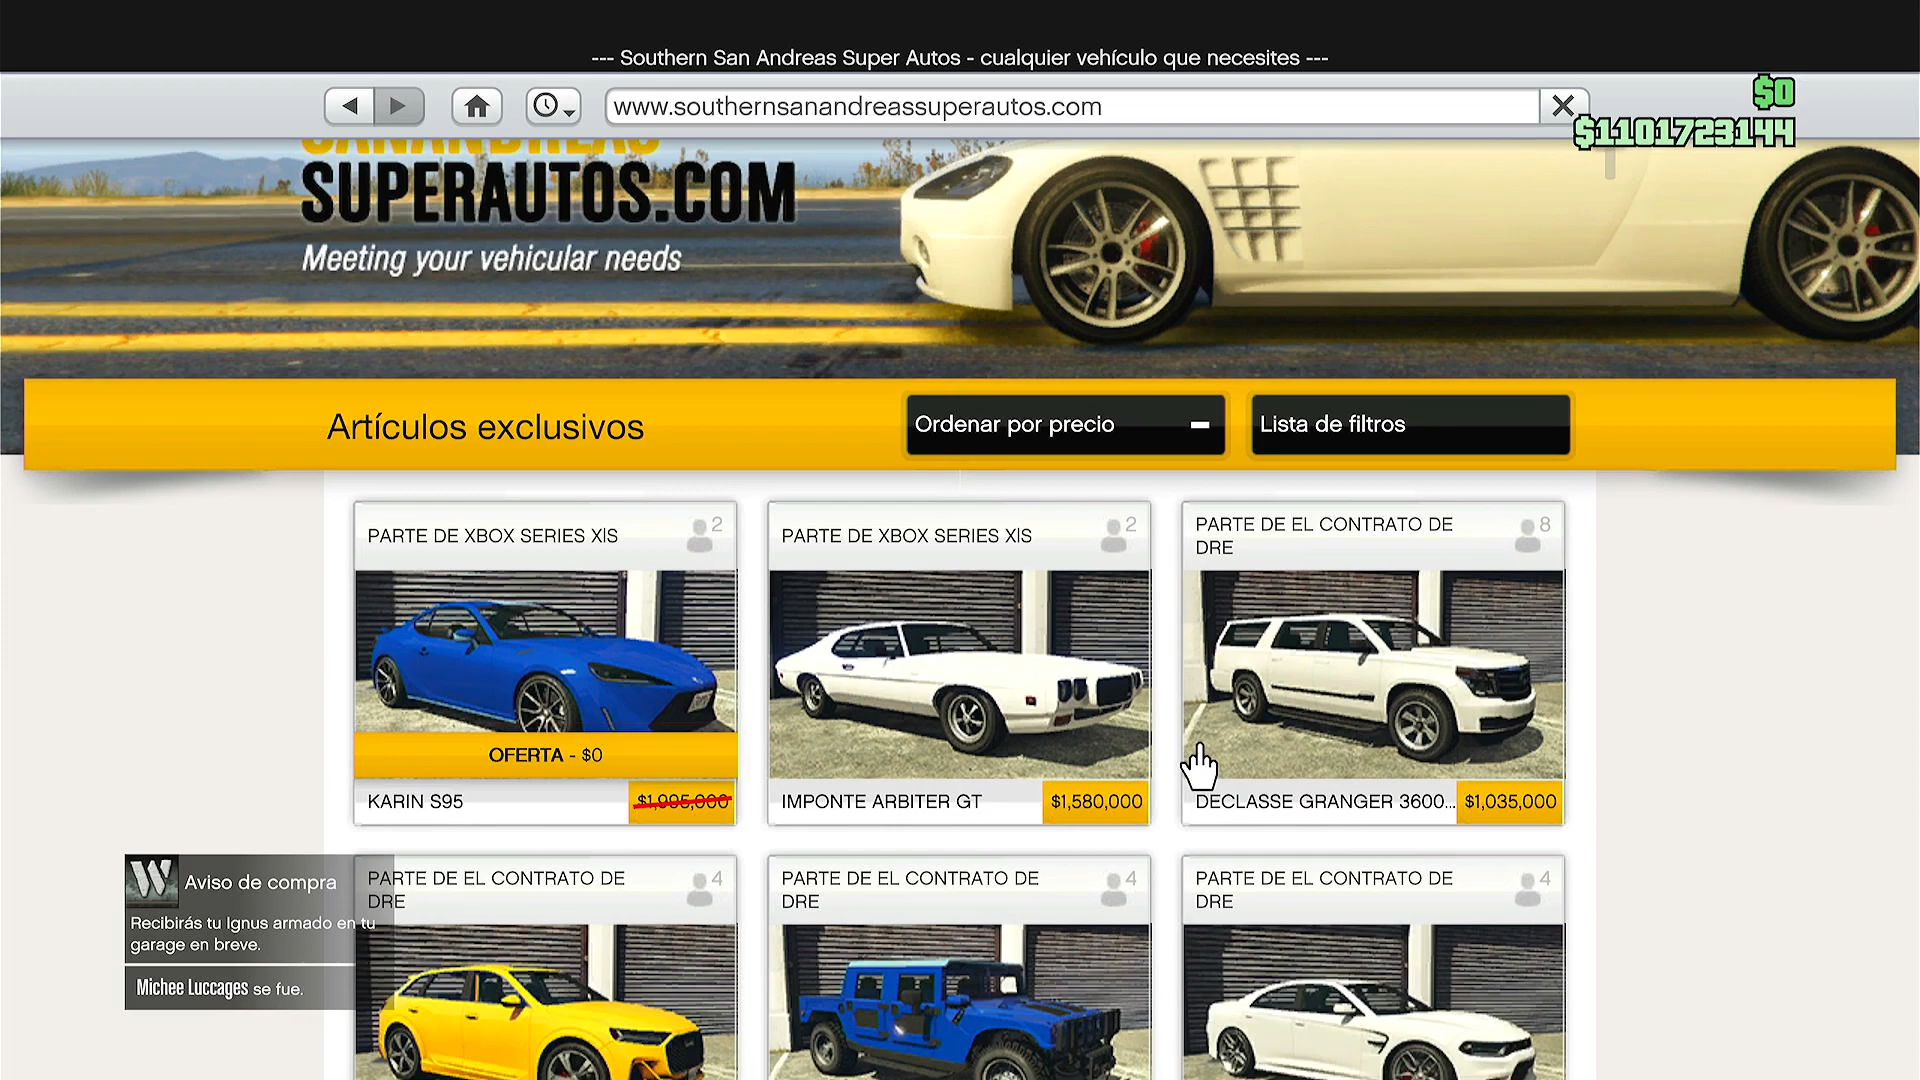 --- Southern San Andreas Super Autos - cualquier vehículo que necesites ---
www.southernsanandreassuperautos.com
$0
$1101723144
SANANDREAS
SUPERAUTOS.COM
Meeting your vehicular needs
Artículos exclusivos
Ordenar por precio
Lista de filtros
PARTE DE XBOX SERIES X|S
2
OFERTA - $0
KARIN S95
$1,995,000
PARTE DE XBOX SERIES X|S
2
IMPONTE ARBITER GT
$1,580,000
PARTE DE EL CONTRATO DE
DRE
8
DECLASSE GRANGER 3600...
$1,035,000
PARTE DE EL CONTRATO DE
DRE
4
PARTE DE EL CONTRATO DE
DRE
4
PARTE DE EL CONTRATO DE
DRE
4
W
Aviso de compra
Recibirás tu Ignus armado en tu
garage en breve.
Michee Luccages se fue.